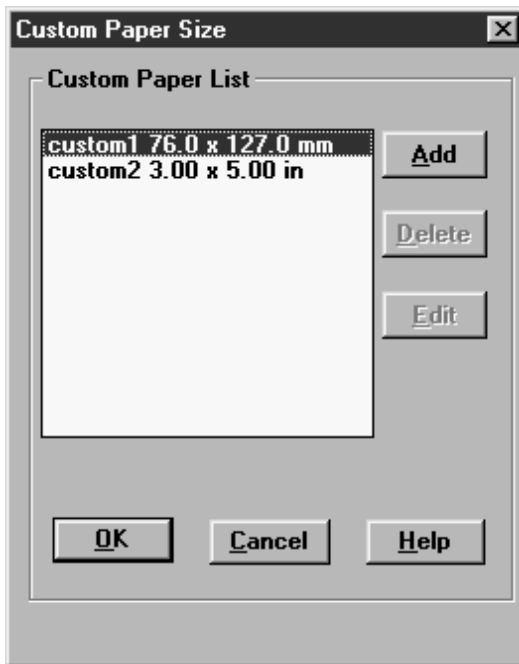 Custom Paper Size
Custom Paper List
custom1 76.0 x 127.0 mm
custom2 3.00 x 5.00 in
Add
Delete
Edit
OK
Cancel
Help